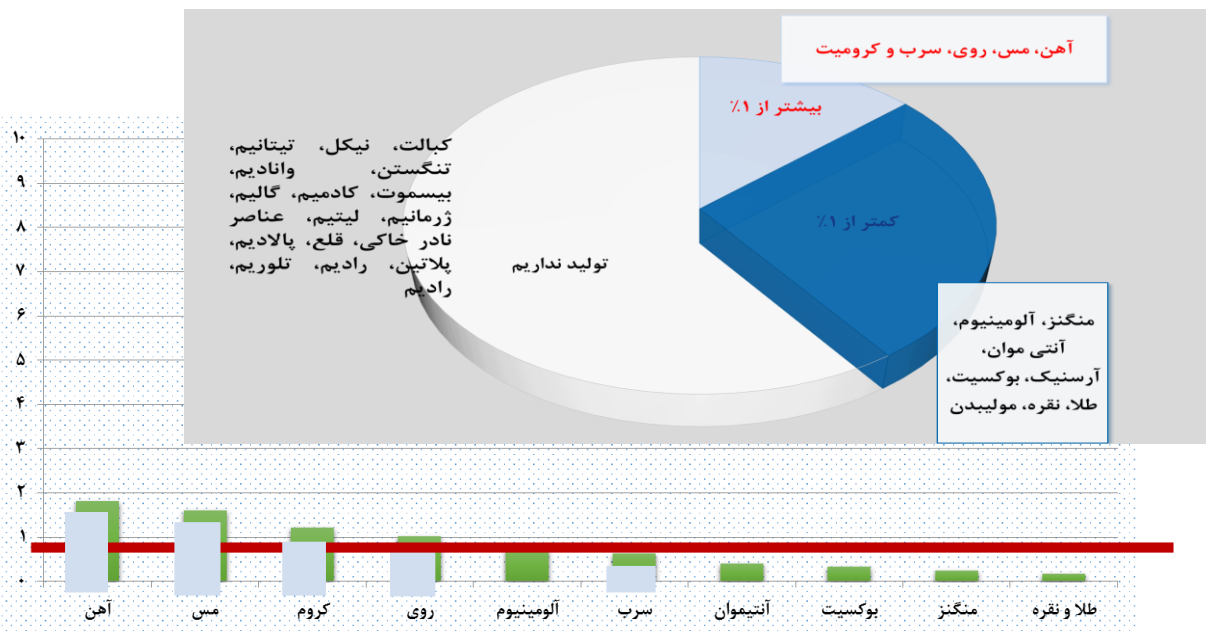 آهن، مس، روی، سرب و کرومیت
بیشتر از ۱٪
کمتر از ۱٪
تولید نداریم
کبالت، نیکل، تیتانیم،
تنگستن، وانادیم،
بیسموت، کادمیم، گالیم،
ژرمانیم، لیتیم، عناصر
نادر خاکی، قلع، پالادیم،
پلاتین، رادیم، تلوریم،
رادیم
منگنز، آلومینیوم،
آنتی موان،
آرسنیک، بوکسیت،
طلا، نقره، مولیبدن
۱۰
۹
۸
۷
۶
۵
۴
۳
۲
۱
۰
آهن
مس
کروم
روی
آلومینیوم
سرب
آنتیموان
بوکسیت
منگنز
طلا و نقره